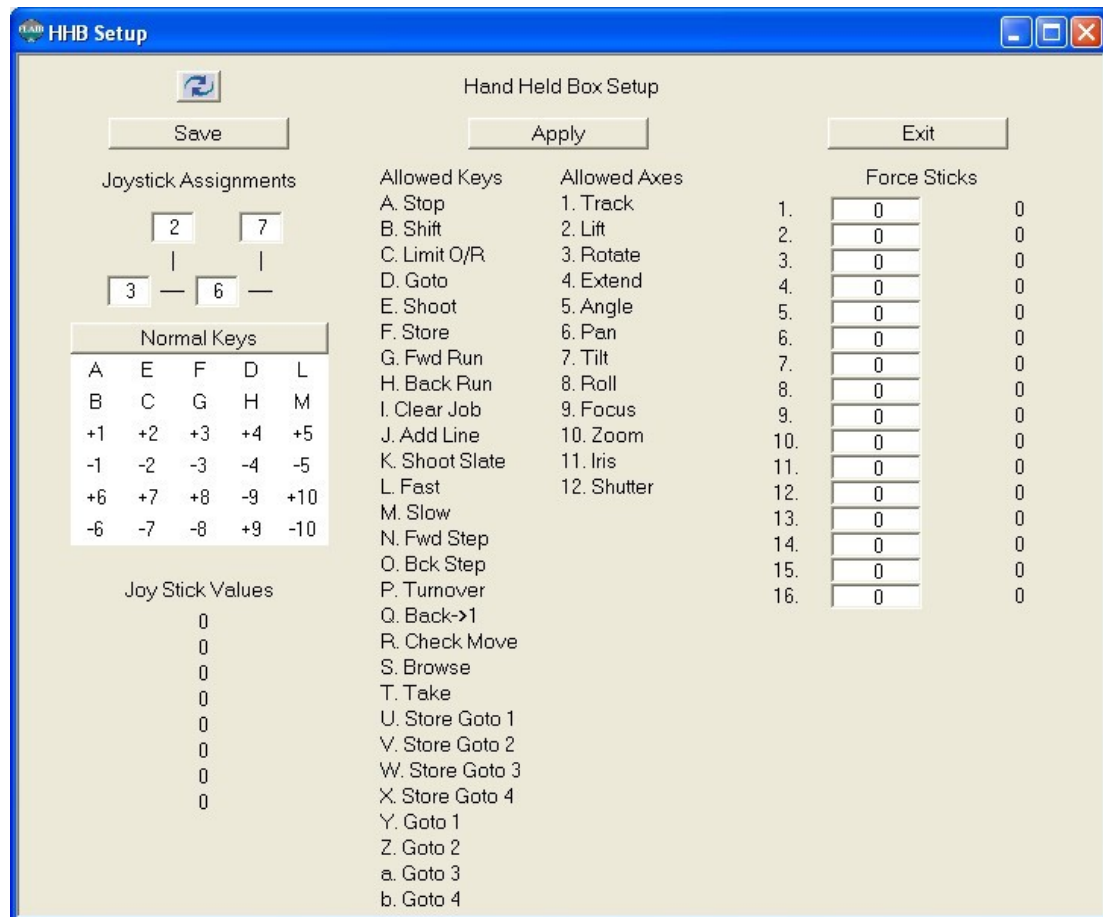 HHB Setup
Hand Held Box Setup
Save
Apply
Exit
Joystick Assignments
2 7
3 6
Normal Keys
A E F D L
B C G H M
+1 +2 +3 +4 +5
-1 -2 -3 -4 -5
+6 +7 +8 -9 +10
-6 -7 -8 +9 -10
Joy Stick Values
0
0
0
0
0
0
0
0
Allowed Keys
A. Stop
B. Shift
C. Limit O/R
D. Goto
E. Shoot
F. Store
G. Fwd Run
H. Back Run
I. Clear Job
J. Add Line
K. Shoot Slate
L. Fast
M. Slow
N. Fwd Step
O. Bck Step
P. Turnover
Q. Back->1
R. Check Move
S. Browse
T. Take
U. Store Goto 1
V. Store Goto 2
W. Store Goto 3
X. Store Goto 4
Y. Goto 1
Z. Goto 2
a. Goto 3
b. Goto 4
Allowed Axes
1. Track
2. Lift
3. Rotate
4. Extend
5. Angle
6. Pan
7. Tilt
8. Roll
9. Focus
10. Zoom
11. Iris
12. Shutter
Force Sticks
1. 0 0
2. 0 0
3. 0 0
4. 0 0
5. 0 0
6. 0 0
7. 0 0
8. 0 0
9. 0 0
10. 0 0
11. 0 0
12. 0 0
13. 0 0
14. 0 0
15. 0 0
16. 0 0